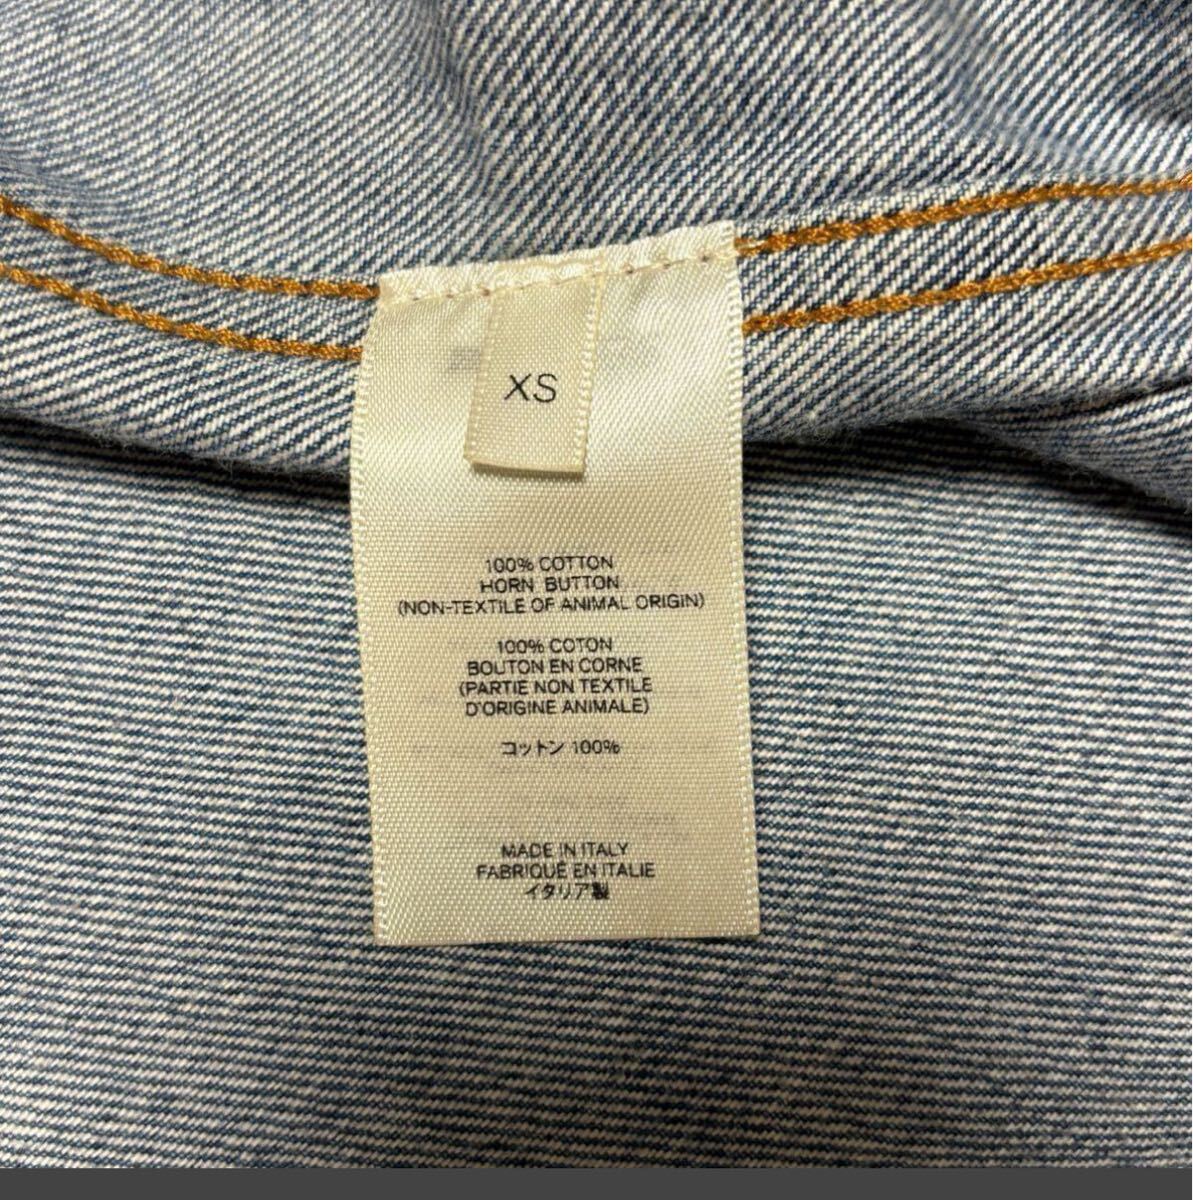 XS
100% COTTON
HORN BUTTON
(NON-TEXTILE OF ANIMAL ORIGIN)
100% COTON
BOUTON EN CORNE
(PARTIE NON TEXTILE
D'ORIGINE ANIMALE)
コットン 100%
MADE IN ITALY
FABRIQUÉ EN ITALIE
イタリア製